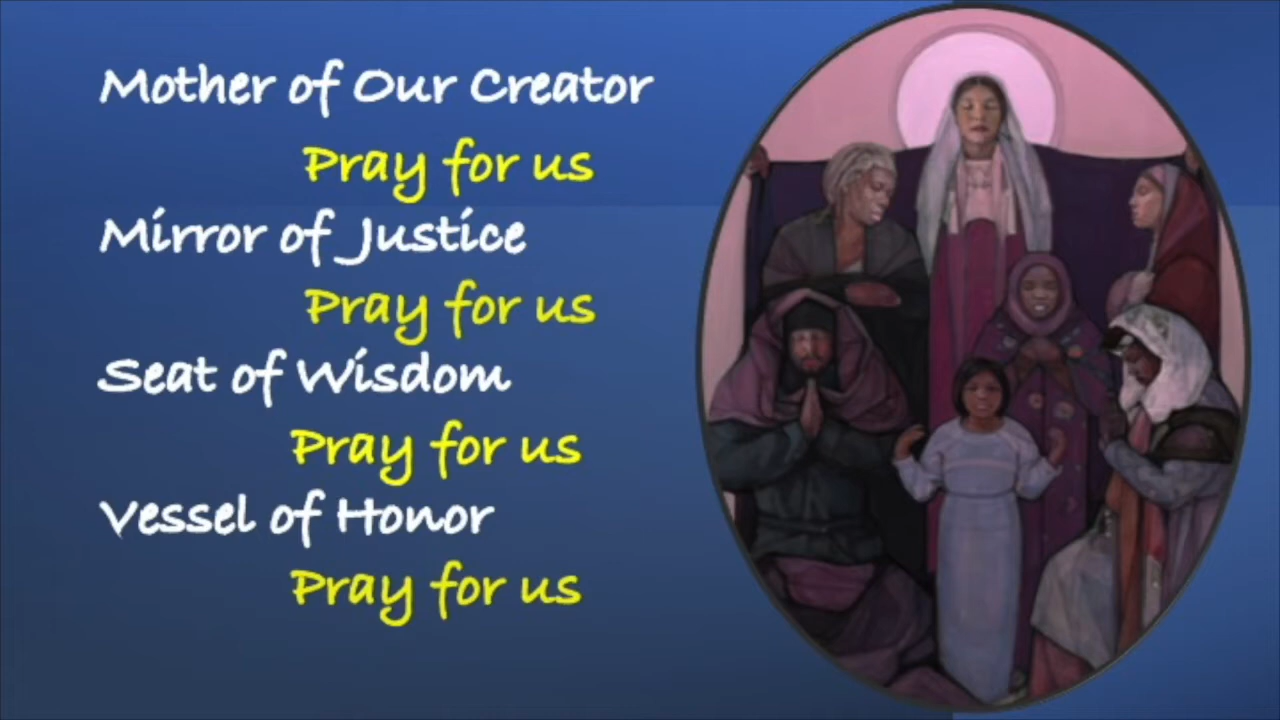 Mother of Our Creator
Pray for us
Mirror of Justice
Pray for us
Seat of Wisdom
Pray for us
Vessel of Honor
Pray for us